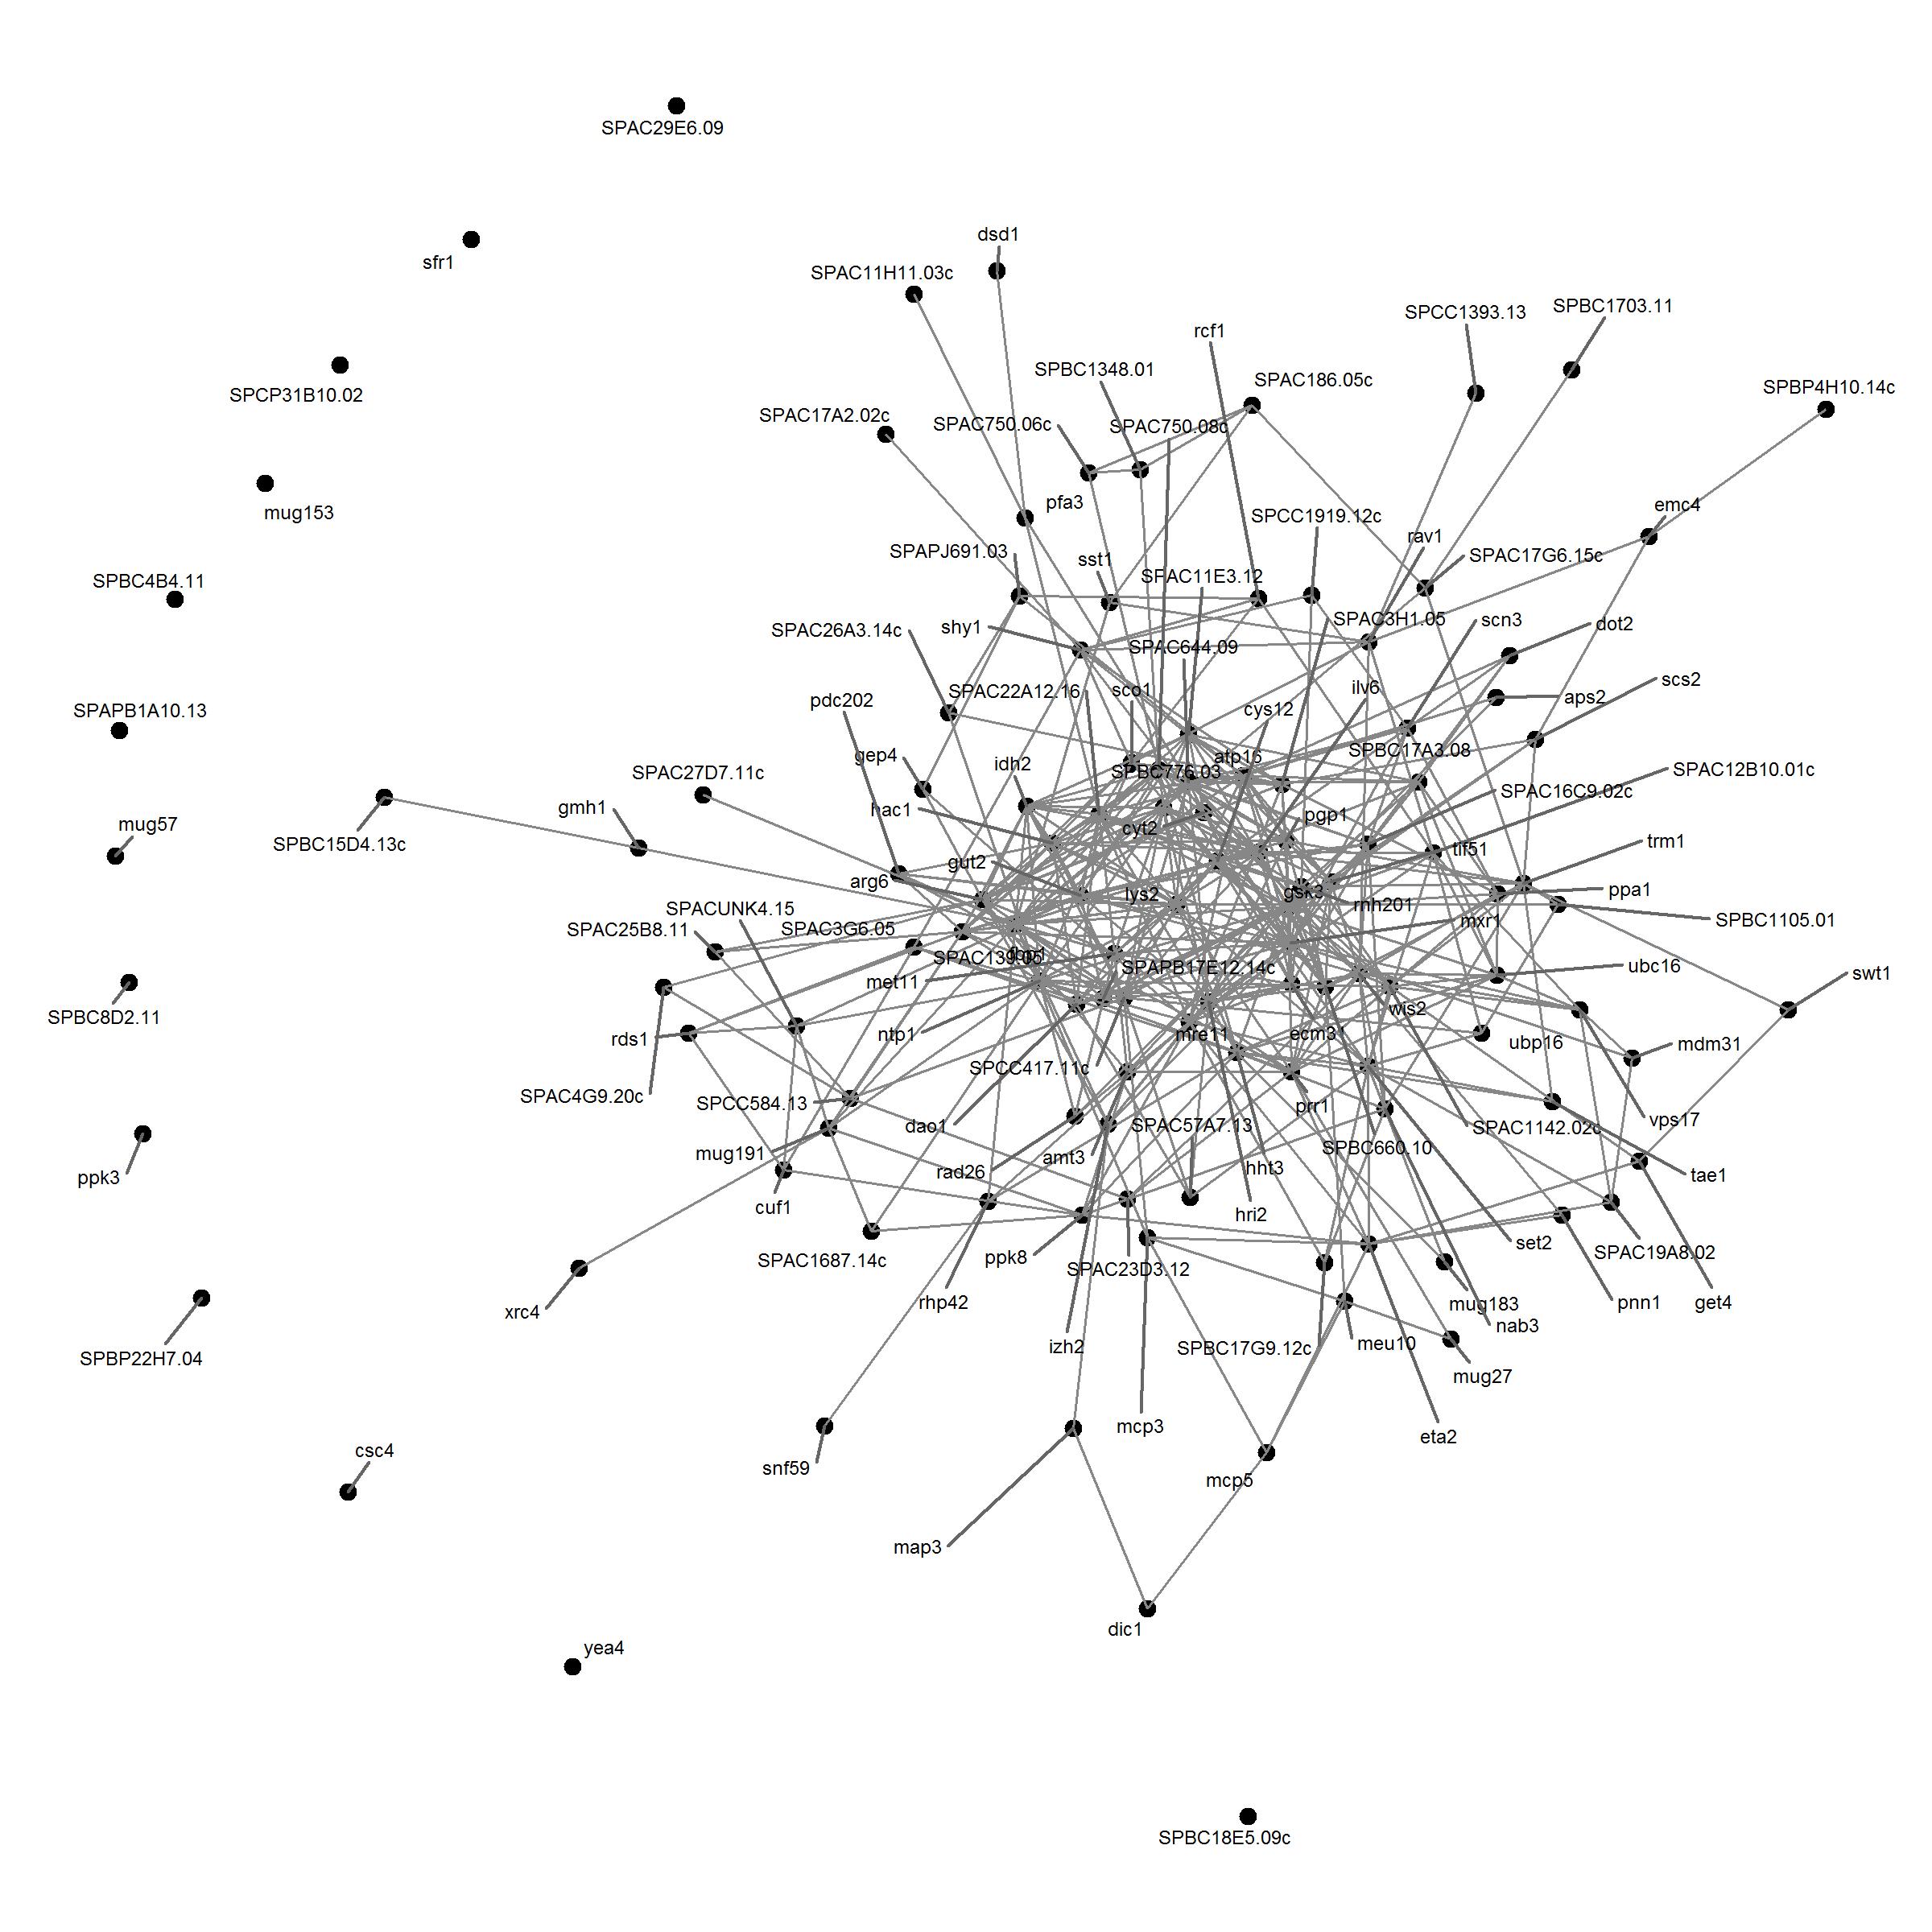 SPAC29E6.09
dsd1
sfr1
SPAC11H11.03c
SPBC1703.11
SPCC1393.13
rcf1
SPBC1348.01
SPAC186.05c
SPBP4H10.14c
SPCP31B10.02
SPAC17A2.02c
SPAC750.06c
SPAC750.08c
pfa3
emc4
mug153
SPCC1919.12c
rav1
SPAPJ691.03
sst1
SPAC17G6.15c
SPBC4B4.11
SPAC11E3.12
SPAC3H1.05
scn3
dot2
SPAC26A3.14c
shy1
SPAC644.09
scs2
ilv6
SPAC22A12.16
sco1
aps2
pdc202
SPAPB1A10.13
cys12
SPBC17A3.08
gep4
idh2
atp16
SPAC27D7.11c
SPBC776.03
SPAC12B10.01c
SPAC16C9.02c
gmh1
hac1
pgp1
mug57
cyt2
SPBC15D4.13c
trm1
tif51
gut2
arg6
lys2
gsk3
ppa1
rnh201
SPACUNK4.15
mxr1
SPBC1105.01
SPAC25B8.11
SPAC3G6.05
SPAC139.05
fbp1
SPAPB17E12.14c
ubc16
swt1
met11
SPBC8D2.11
wis2
rds1
ntp1
mre11
ecm31
ubp16
mdm31
SPCC417.11c
SPAC4G9.20c
SPCC584.13
prr1
dao1
SPAC57A7.13
SPAC1142.02c
vps17
mug191
amt3
SPBC660.10
ppk3
rad26
hht3
tae1
cuf1
hri2
set2
SPAC19A8.02
SPAC1687.14c
ppk8
SPAC23D3.12
rhp42
mug183
pnn1
get4
xrc4
nab3
izh2
SPBC17G9.12c
meu10
SPBP22H7.04
mug27
mcp3
eta2
csc4
snf59
mcp5
map3
dic1
yea4
SPBC18E5.09c